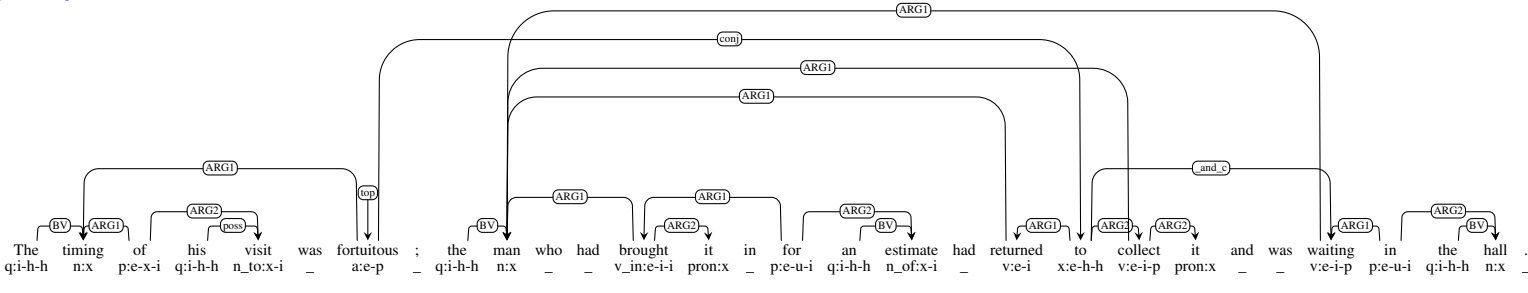 ARG1
conj
ARG1
ARG1
ARG1 _and_c
top
ARG1 ARG1
ARG2 ARG2 ARG2
BV ARG1 poss BV ARG2 BV ARG1 ARG2 ARG2 ARG1 BV
The timing of his visit was fortuitous ; the man who had brought it in for an estimate had returned to collect it and was waiting in the hall .
q:i-h-h n:x p:e-x-i q:i-h-h n_to:x-i _ a:e-p _ q:i-h-h n:x _ _ v_in:e-i-i pron:x _ p:e-u-i q:i-h-h n_of:x-i _ v:e-i x:e-h-h v:e-i-p pron:x _ _ v:e-i-p p:e-u-i q:i-h-h n:x _